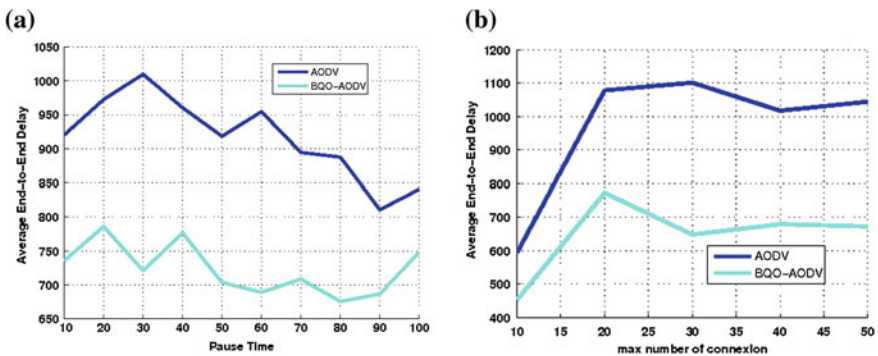 (a)
1050
1000
950
900
850
800
750
700
650
Average End-to-End Delay
AODV
BQO-AODV
10 20 30 40 50 60 70 80 90 100
Pause Time
(b)
1200
1100
1000
900
800
700
600
500
400
Average End-to-End Delay
AODV
BQO-AODV
10 15 20 25 30 35 40 45 50
max number of connexion